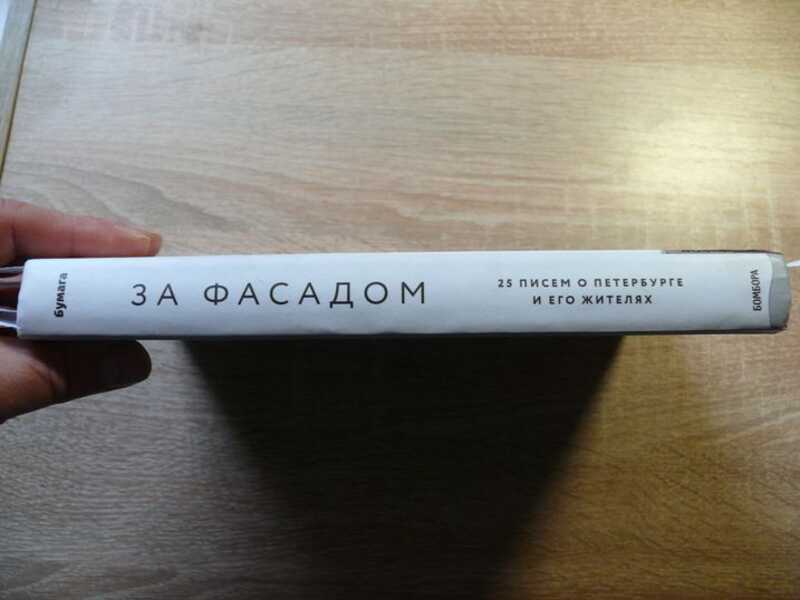 бумага
ЗА ФАСАДОМ
25 ПИСЕМ О ПЕТЕРБУРГЕ
И ЕГО ЖИТЕЛЯХ
БОМБОРА